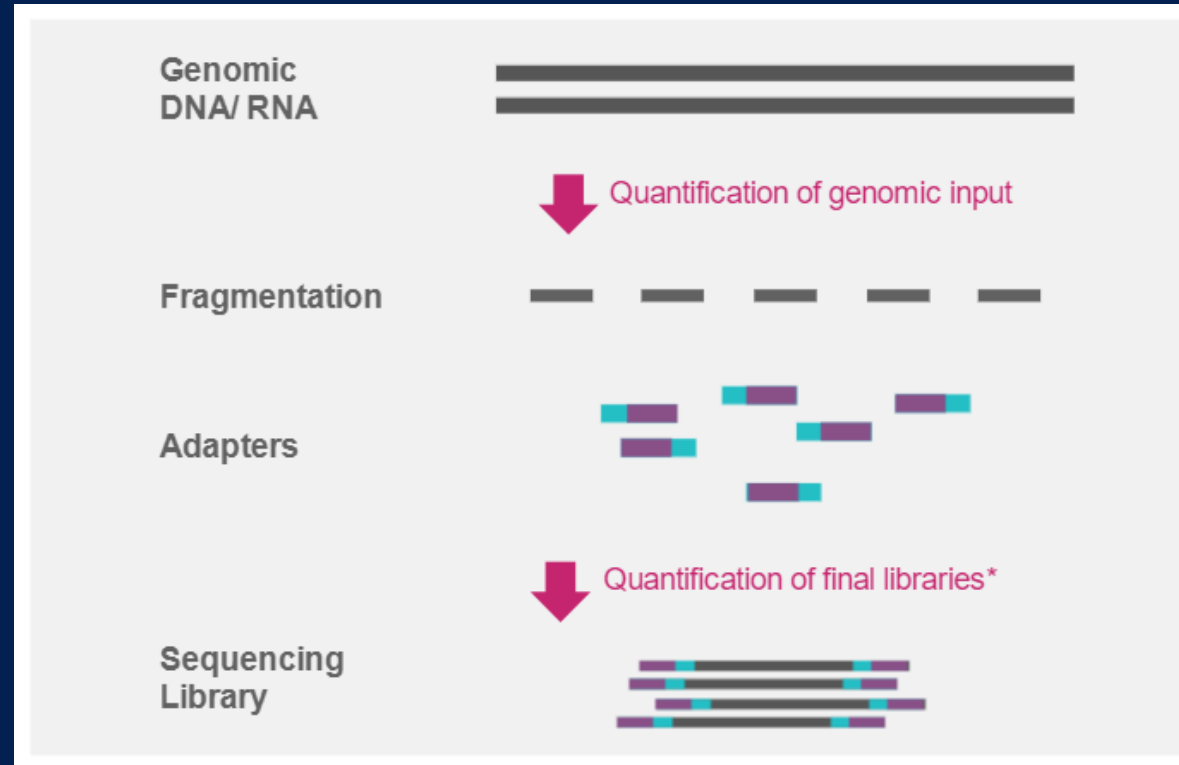 Genomic
DNA/ RNA
Quantification of genomic input
Fragmentation
Adapters
Quantification of final libraries*
Sequencing
Library